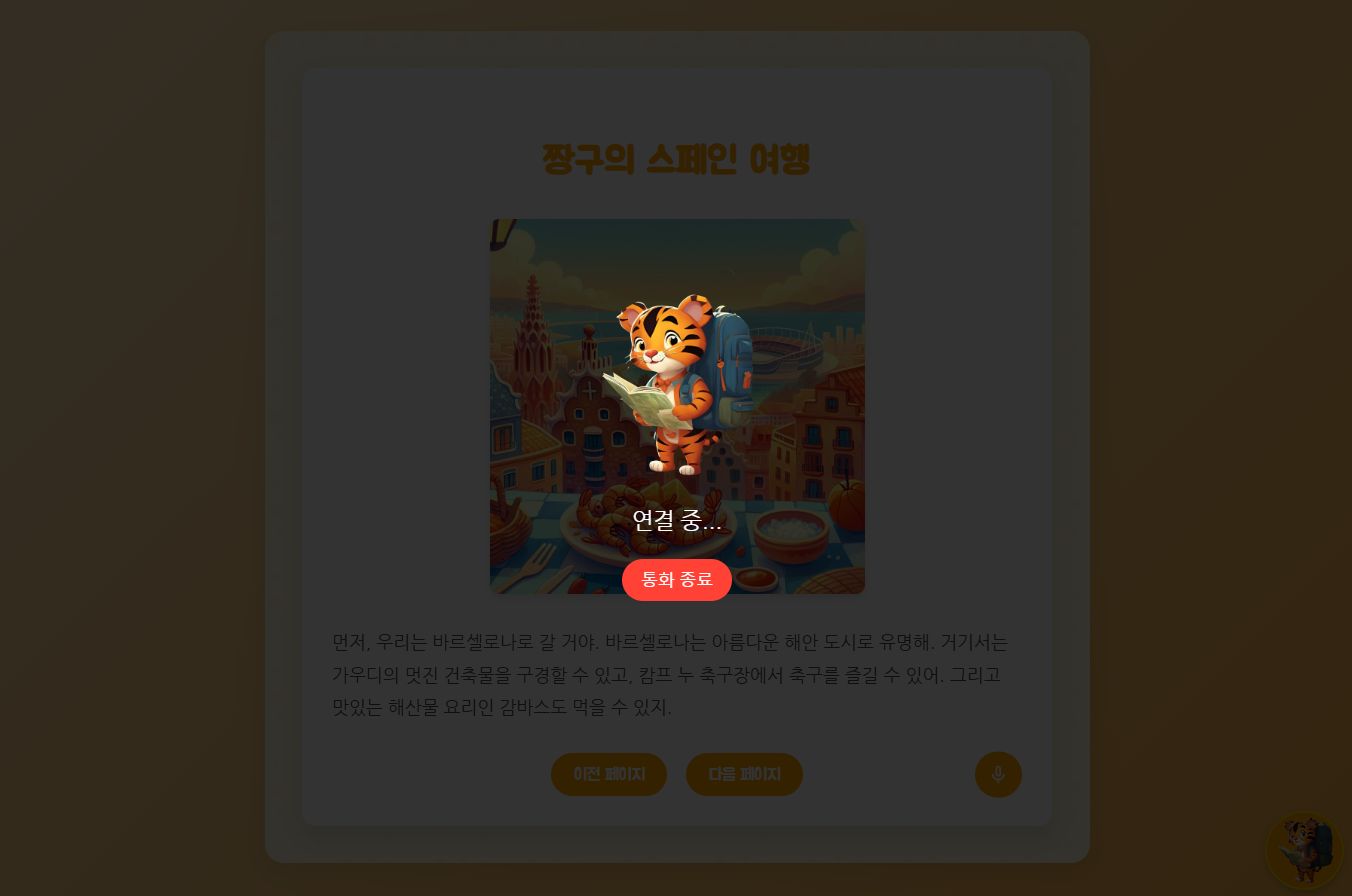 짱구의 스페인 여행
연결 중...
통화 종료
먼저, 우리는 바르셀로나로 갈 거야. 바르셀로나는 아름다운 해안 도시로 유명해. 거기서는
가우디의 멋진 건축물을 구경할 수 있고, 캄프 누 축구장에서 축구를 즐길 수 있어. 그리고
맛있는 해산물 요리인 감바스도 먹을 수 있지.
이전 페이지
다음 페이지